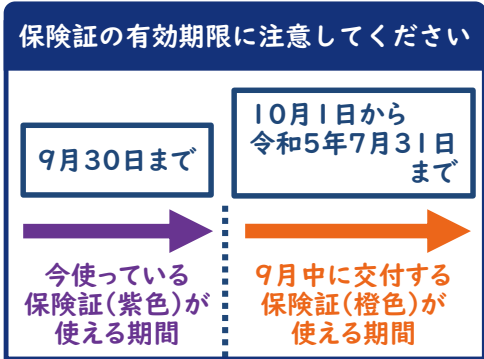 保険証の有効期限に注意してください
9月30日まで
10月1日から
令和5年7月31日
まで
今使っている
保険証(紫色)が
使える期間
9月中に交付する
保険証(橙色)が
使える期間